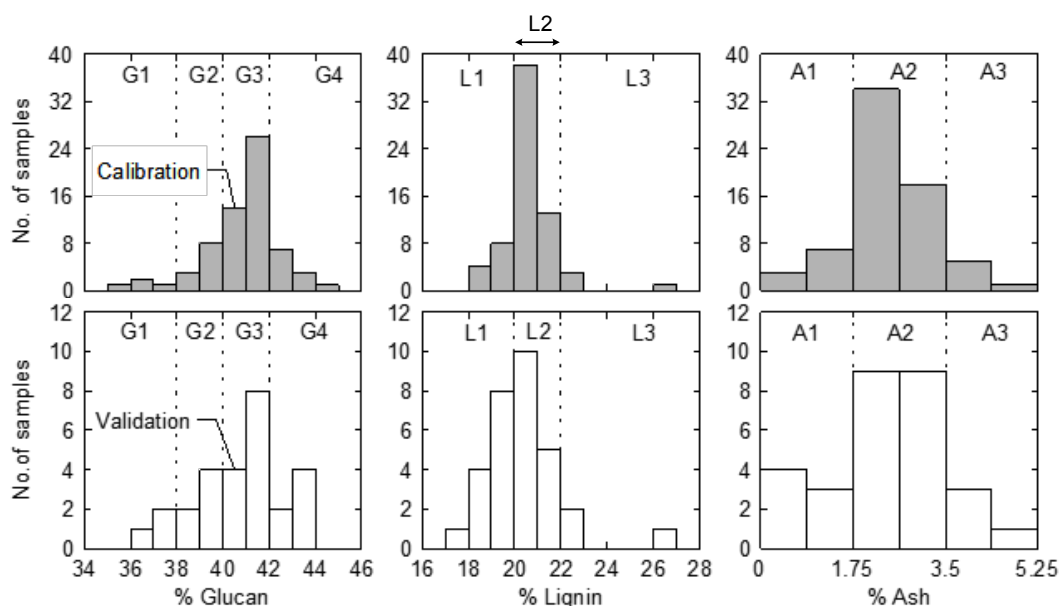 L2
40
32
24
16
8
0
No. of samples
G1 G2 G3 G4
Calibration
40
32
24
16
8
0
L1 L3
40
32
24
16
8
0
A1 A2 A3
12
10
8
6
4
2
0
No.of samples
G1 G2 G3 G4
Validation
34 36 38 40 42 44 46
% Glucan
12
10
8
6
4
2
0
L1 L2 L3
16 18 20 22 24 26 28
% Lignin
12
10
8
6
4
2
0
A1 A2 A3
0 1.75 3.5 5.25
% Ash